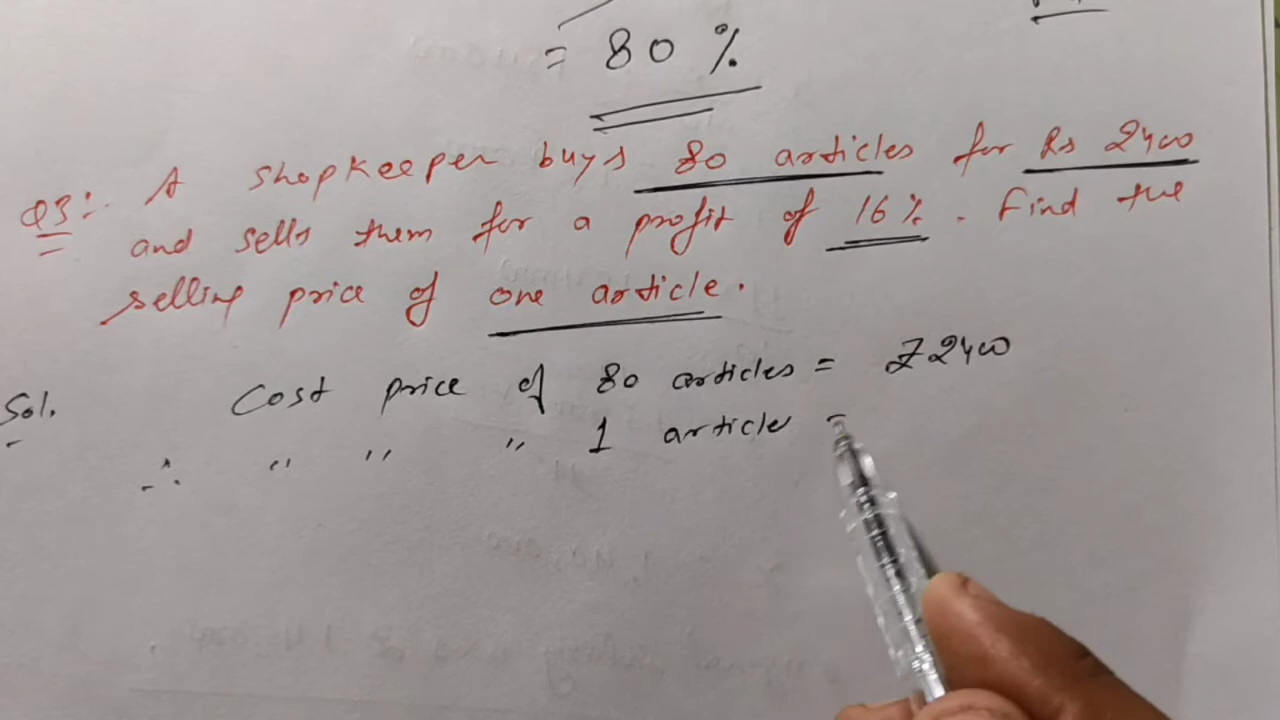 = 80 %
Q3:. A shopkeeper buys 80 articles for Rs 2400
and sells them for a profit of 16%. Find the
selling price of one article.
Sol. Cost price of 80 articles = ₹2400
∴ " " " 1 article =